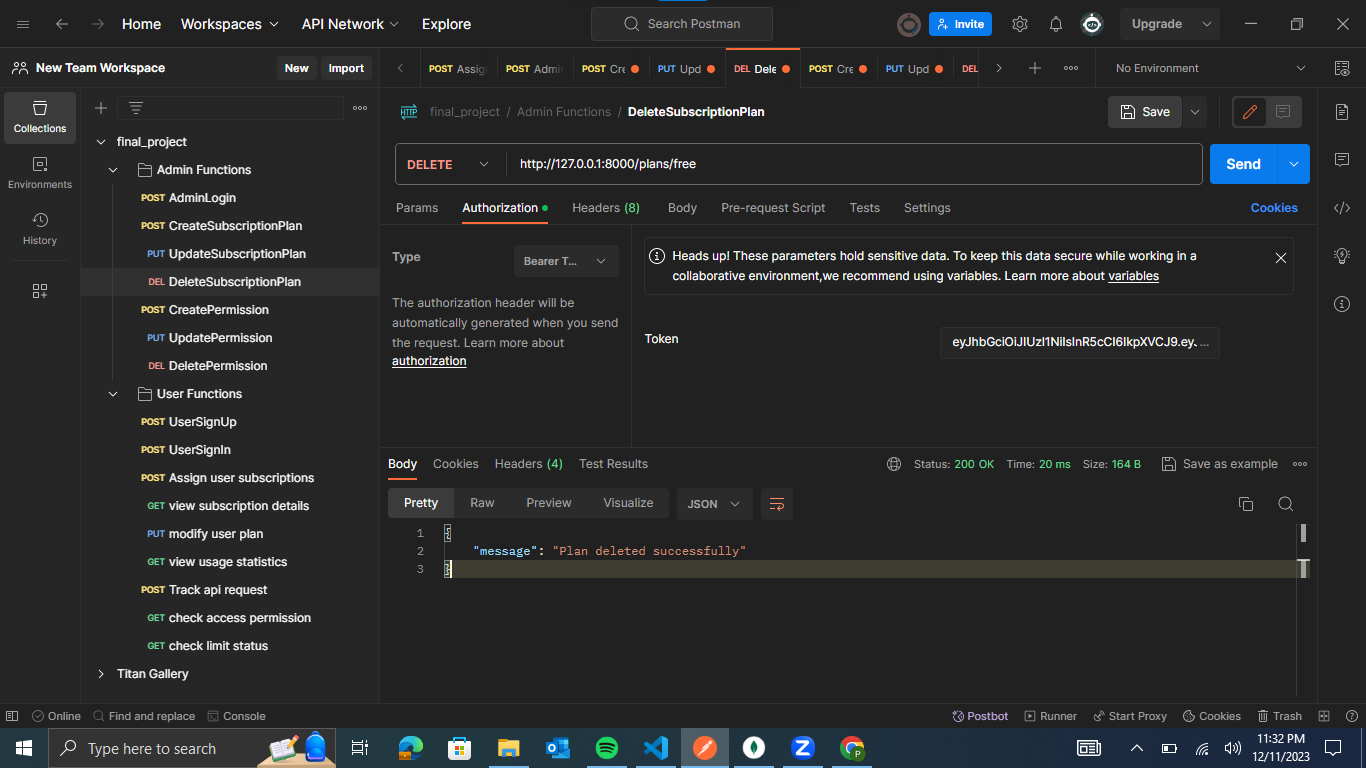 Home
Workspaces
API Network
Explore
Search Postman
Invite
Upgrade
New Team Workspace
New
Import
POST Assig
POST Admi
POST Cre
PUT Upd
DEL Dele
POST Cre
PUT Upd
DEL
No Environment
Collections
Environments
History
final_project
Admin Functions
POST AdminLogin
POST CreateSubscriptionPlan
PUT UpdateSubscriptionPlan
DEL DeleteSubscriptionPlan
POST CreatePermission
PUT UpdatePermission
DEL DeletePermission
User Functions
POST UserSignUp
POST UserSignIn
POST Assign user subscriptions
GET view subscription details
PUT modify user plan
GET view usage statistics
POST Track api request
GET check access permission
GET check limit status
Titan Gallery
HTTP
final_project / Admin Functions / DeleteSubscriptionPlan
Save
DELETE
http://127.0.0.1:8000/plans/free
Send
Params
Authorization
Headers (8)
Body
Pre-request Script
Tests
Settings
Cookies
Type
Bearer T...
The authorization header will be
automatically generated when you send
the request. Learn more about
authorization
Heads up! These parameters hold sensitive data. To keep this data secure while working in a
collaborative environment,we recommend using variables. Learn more about variables
Token
Body
Cookies
Headers (4)
Test Results
Status: 200 OK
Time: 20 ms
Size: 164 B
Save as example
Pretty
Raw
Preview
Visualize
JSON
1 {
2 "message": "Plan deleted successfully"
3 }
Online
Find and replace
Console
Postbot
Runner
Start Proxy
Cookies
Trash
Type here to search
11:32 PM
12/11/2023